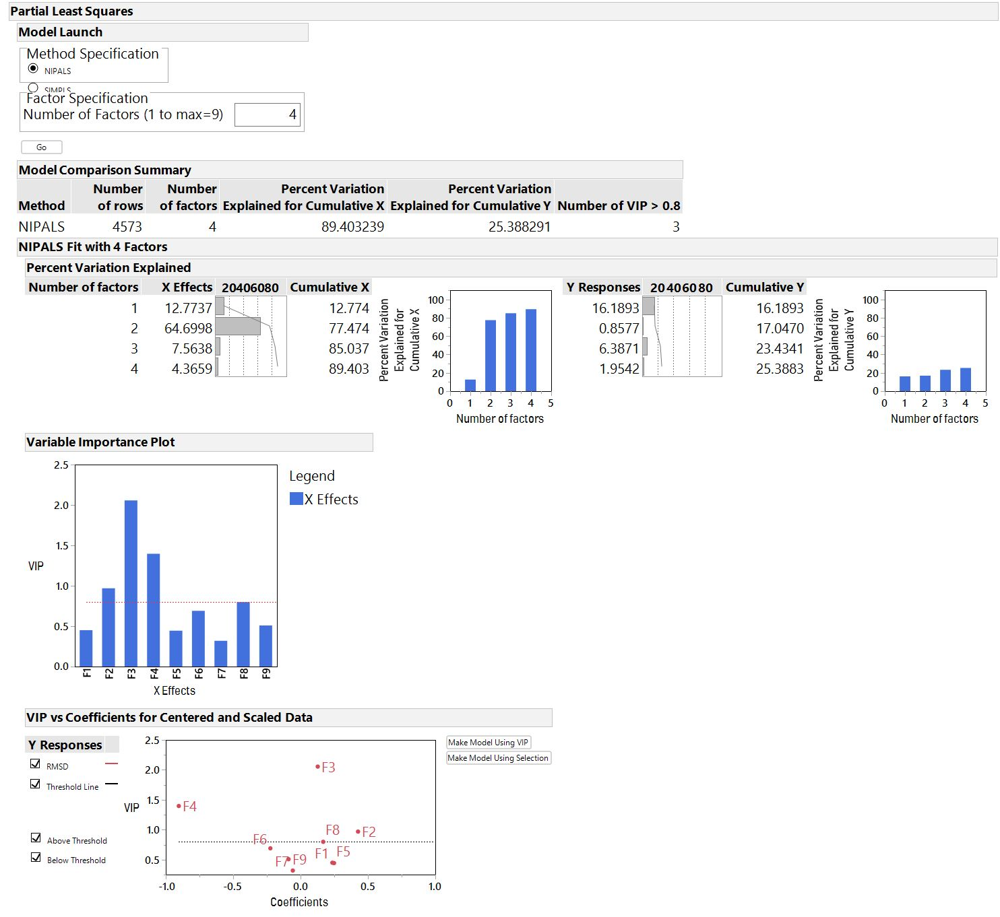 Partial Least Squares
Model Launch
Method Specification
NIPALS
SIMPLS
Factor Specification
Number of Factors (1 to max=9) 4
Go
Model Comparison Summary
Method Number of rows Number of factors Percent Variation Explained for Cumulative X Percent Variation Explained for Cumulative Y Number of VIP > 0.8
NIPALS 4573 4 89.403239 25.388291 3
NIPALS Fit with 4 Factors
Percent Variation Explained
Number of factors X Effects 20406080 Cumulative X
1 12.7737 12.774
2 64.6998 77.474
3 7.5638 85.037
4 4.3659 89.403
Percent Variation
Explained for
Cumulative X
100
80
60
40
20
0
0 1 2 3 4 5
Number of factors
Y Responses 20406080 Cumulative Y
16.1893 16.1893
0.8577 17.0470
6.3871 23.4341
1.9542 25.3883
Percent Variation
Explained for
Cumulative Y
100
80
60
40
20
0
0 1 2 3 4 5
Number of factors
Variable Importance Plot
2.5
2.0
1.5
1.0
0.5
0.0
VIP
F1 F2 F3 F4 F5 F6 F7 F8 F9
X Effects
Legend
X Effects
VIP vs Coefficients for Centered and Scaled Data
Y Responses
RMSD
Threshold Line
Above Threshold
Below Threshold
VIP
2.5
2.0
1.5
1.0
0.5
F3
F4
F8
F2
F6
F1
F5
F7
F9
-1.0 -0.5 0.0 0.5 1.0
Coefficients
Make Model Using VIP
Make Model Using Selection